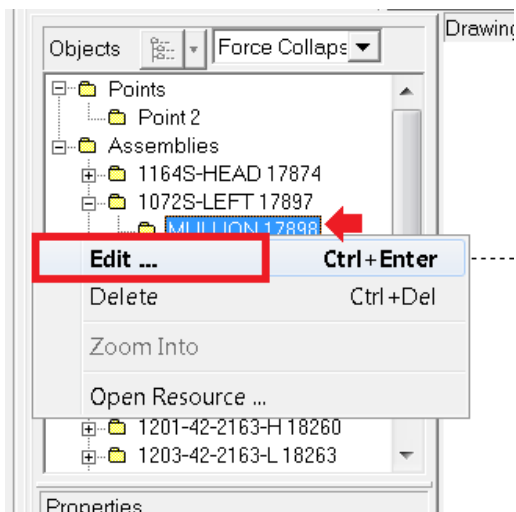 Drawing
Objects Force Collaps
Points
Point 2
Assemblies
1164S-HEAD 17874
1072S-LEFT 17897
MULLION 17898
Edit ... Ctrl+Enter
Delete Ctrl+Del
Zoom Into
Open Resource ...
1201-42-2163-H 18260
1203-42-2163-L 18263
Properties